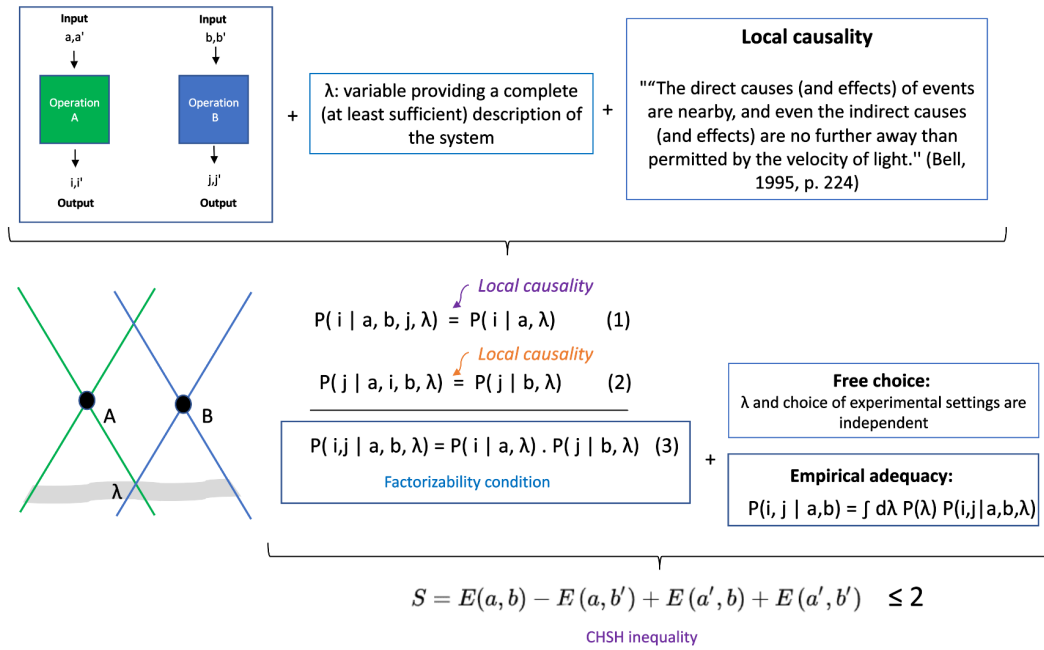 Input
a,a'
Operation
A
i,i'
Output
Input
b,b'
Operation
B
j,j'
Output
+
λ: variable providing a complete
(at least sufficient) description of
the system
+
Local causality
"“The direct causes (and effects) of events
are nearby, and even the indirect causes
(and effects) are no further away than
permitted by the velocity of light." (Bell,
1995, p. 224)
A
B
λ
Local causality
P( i | a, b, j, λ) = P( i | a, λ) (1)
Local causality
P( j | a, i, b, λ) = P( j | b, λ) (2)
P( i,j | a, b, λ) = P( i | a, λ) . P( j | b, λ) (3)
Factorizability condition
+
Free choice:
λ and choice of experimental settings are
independent
Empirical adequacy:
P(i, j | a,b) = ∫ dλ P(λ) P(i,j|a,b,λ)
S = E(a, b) − E (a, b′) + E (a′, b) + E (a′, b′) ≤ 2
CHSH inequality